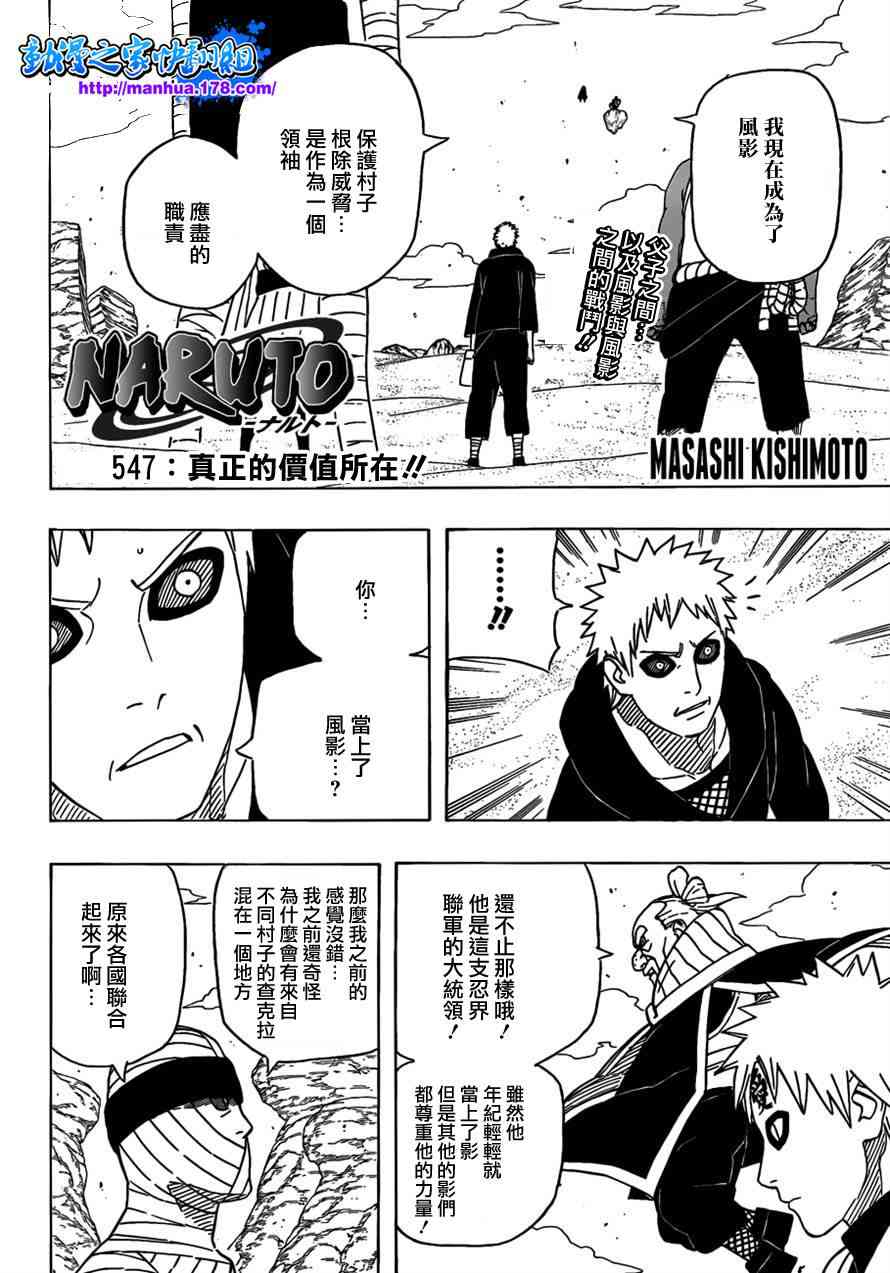 動漫之家快翻組
http://manhua.178.com/
我現在成為了
風影
父子之間…
以及風影與風影
之間的戰鬥!!
保護村子
根除威脅…
是作為一個
領袖
應盡的
職責
NARUTO
-ナルト-
547：真正的價值所在!!
MASASHI KISHIMOTO
……!!
你…
當上了
風影…?
還不止那樣哦!
他是這支忍界
聯軍的大統領!
雖然他
年紀輕輕就
當上了影
但是其他的影們
都尊重他的力量!
那麼我之前的
感覺沒錯…
我之前還奇怪
為什麼會有來自
不同村子的查克拉
混在一個地方
原來各國聯合
起來了啊…